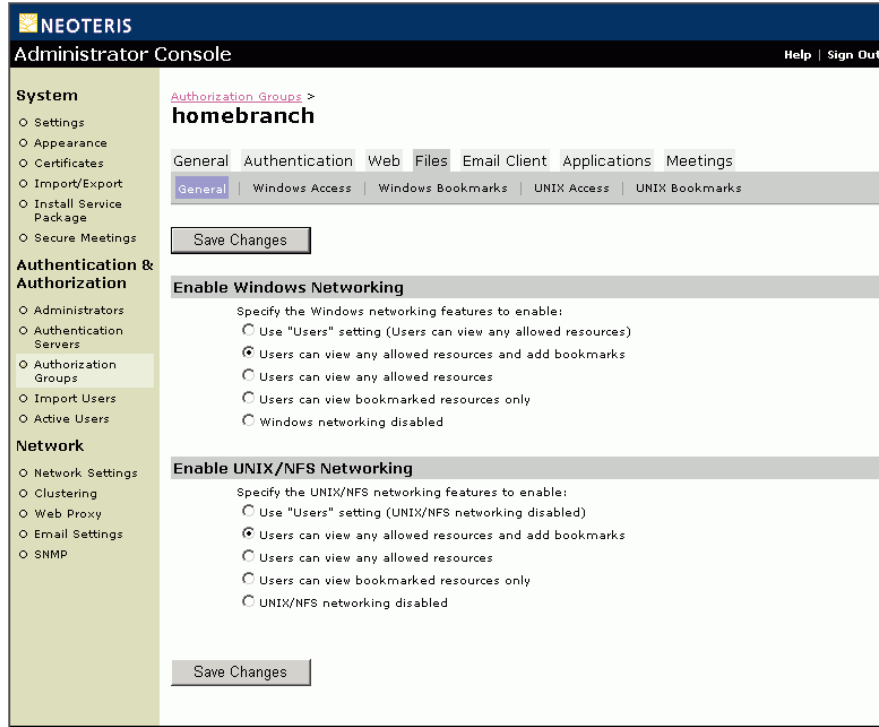 NEOTERIS
Administrator Console
Help | Sign Out
System
Settings
Appearance
Certificates
Import/Export
Install Service
Package
Secure Meetings
Authentication &
Authorization
Administrators
Authentication
Servers
Authorization
Groups
Import Users
Active Users
Network
Network Settings
Clustering
Web Proxy
Email Settings
SNMP
Authorization Groups >
homebranch
General Authentication Web Files Email Client Applications Meetings
General | Windows Access | Windows Bookmarks | UNIX Access | UNIX Bookmarks
Save Changes
Enable Windows Networking
Specify the Windows networking features to enable:
Use "Users" setting (Users can view any allowed resources)
Users can view any allowed resources and add bookmarks
Users can view any allowed resources
Users can view bookmarked resources only
Windows networking disabled
Enable UNIX/NFS Networking
Specify the UNIX/NFS networking features to enable:
Use "Users" setting (UNIX/NFS networking disabled)
Users can view any allowed resources and add bookmarks
Users can view any allowed resources
Users can view bookmarked resources only
UNIX/NFS networking disabled
Save Changes